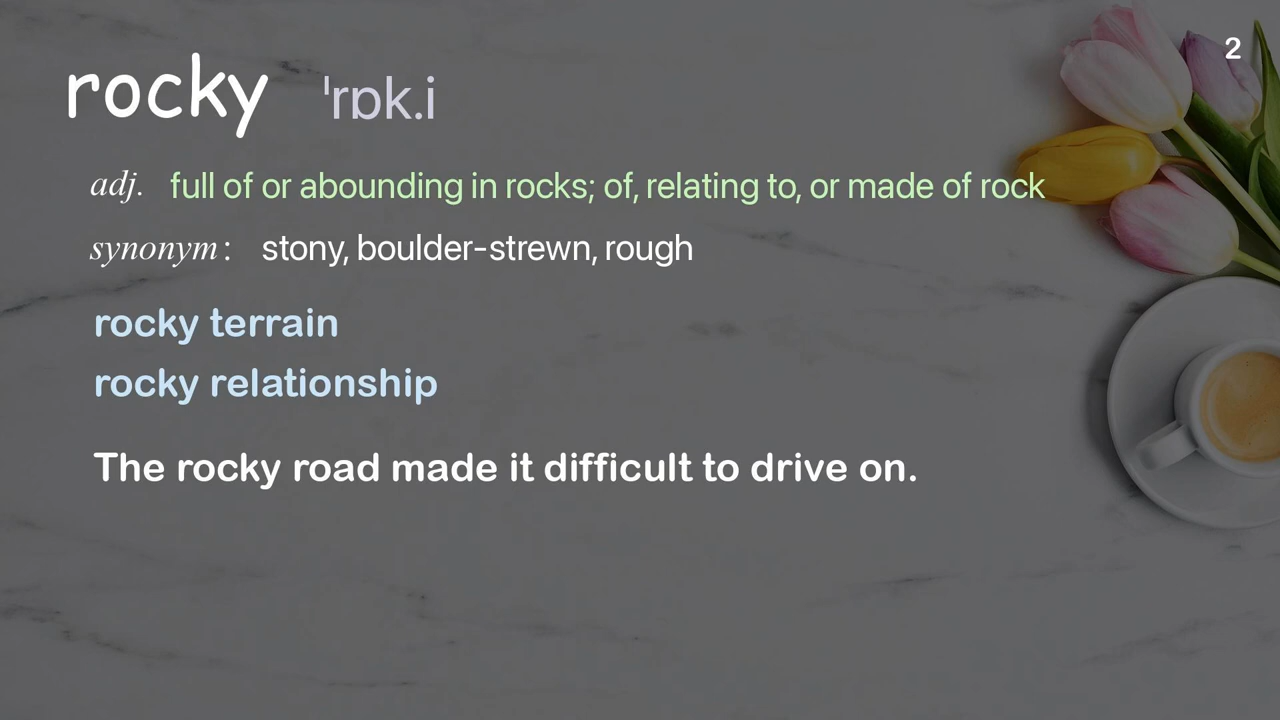 2
rocky ˈrɒk.i
adj. full of or abounding in rocks; of, relating to, or made of rock
synonym: stony, boulder-strewn, rough
rocky terrain
rocky relationship
The rocky road made it difficult to drive on.